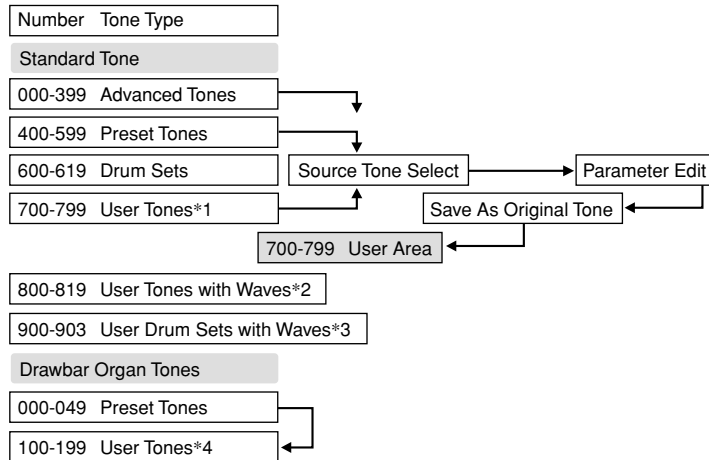 Number Tone Type
Standard Tone
000-399 Advanced Tones
400-599 Preset Tones
600-619 Drum Sets
Source Tone Select
Parameter Edit
700-799 User Tones*1
Save As Original Tone
700-799 User Area
800-819 User Tones with Waves*2
900-903 User Drum Sets with Waves*3
Drawbar Organ Tones
000-049 Preset Tones
100-199 User Tones*4